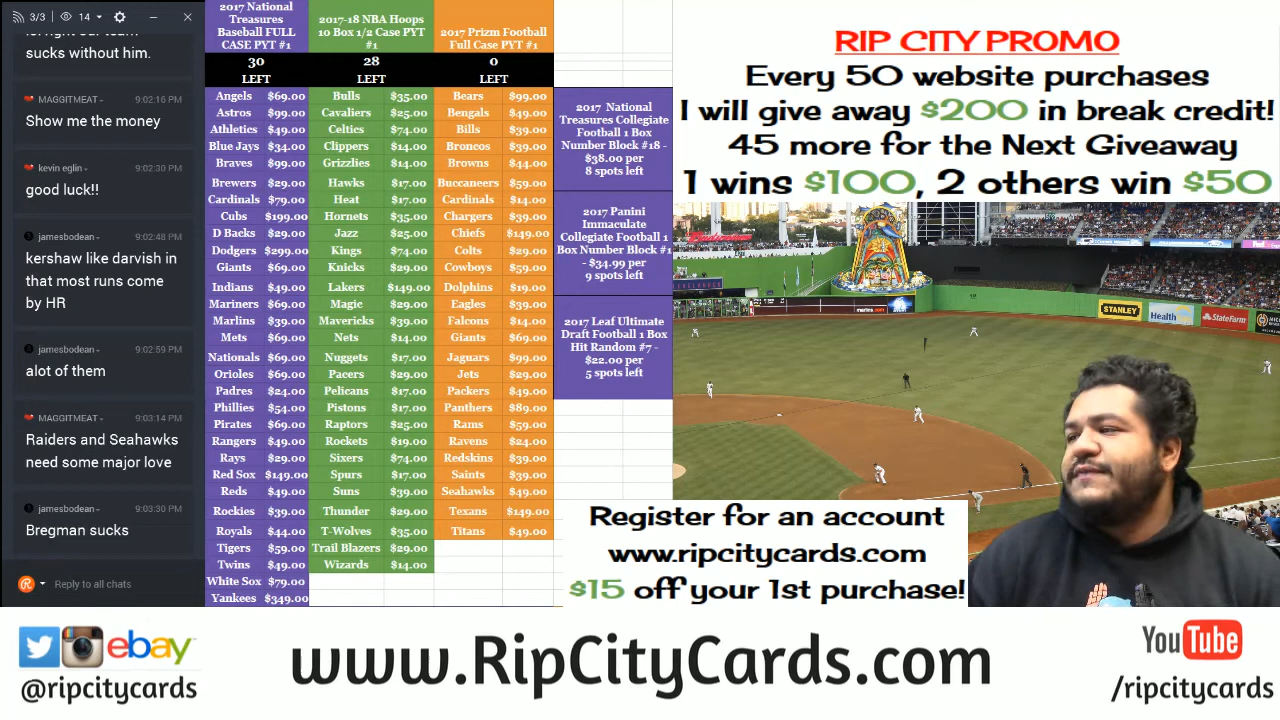 3/3 14
for right Our team
sucks without him.
MAGGITMEAT 9:02:16 PM
Show me the money
kevin eglin 9:02:30 PM
good luck!!
jamesbodean 9:02:48 PM
kershaw like darvish in
that most runs come
by HR
jamesbodean 9:02:59 PM
alot of them
MAGGITMEAT 9:03:14 PM
Raiders and Seahawks
need some major love
jamesbodean 9:03:30 PM
Bregman sucks
Reply to all chats
2017 National
Treasures
Baseball FULL
CASE PYT #1
30
LEFT
Angels $69.00
Astros $99.00
Athletics $49.00
Blue Jays $34.00
Braves $99.00
Brewers $29.00
Cardinals $79.00
Cubs $199.00
D Backs $29.00
Dodgers $299.00
Giants $69.00
Indians $49.00
Mariners $69.00
Marlins $39.00
Mets $69.00
Nationals $69.00
Orioles $69.00
Padres $24.00
Phillies $54.00
Pirates $69.00
Rangers $49.00
Rays $29.00
Red Sox $149.00
Reds $49.00
Rockies $39.00
Royals $44.00
Tigers $59.00
Twins $49.00
White Sox $79.00
Yankees $349.00
2017-18 NBA Hoops
10 Box 1/2 Case PYT
#1
28
LEFT
Bulls $35.00
Cavaliers $25.00
Celtics $74.00
Clippers $14.00
Grizzlies $14.00
Hawks $17.00
Heat $17.00
Hornets $35.00
Jazz $25.00
Kings $74.00
Knicks $29.00
Lakers $149.00
Magic $29.00
Mavericks $39.00
Nets $14.00
Nuggets $17.00
Pacers $29.00
Pelicans $17.00
Pistons $17.00
Raptors $25.00
Rockets $19.00
Sixers $74.00
Spurs $17.00
Suns $39.00
Thunder $29.00
T-Wolves $35.00
Trail Blazers $29.00
Wizards $14.00
2017 Prizm Football
Full Case PYT #1
0
LEFT
Bears $99.00
Bengals $49.00
Bills $39.00
Broncos $39.00
Browns $44.00
Buccaneers $59.00
Cardinals $14.00
Chargers $39.00
Chiefs $149.00
Colts $29.00
Cowboys $59.00
Dolphins $19.00
Eagles $39.00
Falcons $14.00
Giants $69.00
Jaguars $99.00
Jets $29.00
Packers $49.00
Panthers $89.00
Rams $59.00
Ravens $24.00
Redskins $39.00
Saints $39.00
Seahawks $49.00
Texans $149.00
Titans $49.00
2017 National
Treasures Collegiate
Football 1 Box
Number Block #18 -
$38.00 per
8 spots left
2017 Panini
Immaculate
Collegiate Football 1
Box Number Block #1
- $34.99 per
9 spots left
2017 Leaf Ultimate
Draft Football 1 Box
Hit Random #7 -
$22.00 per
5 spots left
RIP CITY PROMO
Every 50 website purchases
I will give away $200 in break credit!
45 more for the Next Giveaway
1 wins $100, 2 others win $50
marlins.com
STANLEY
Health
StateFarm
Register for an account
www.ripcitycards.com
$15 off your 1st purchase!
ebay
@ripcitycards
www.RipCityCards.com
YouTube
/ripcitycards